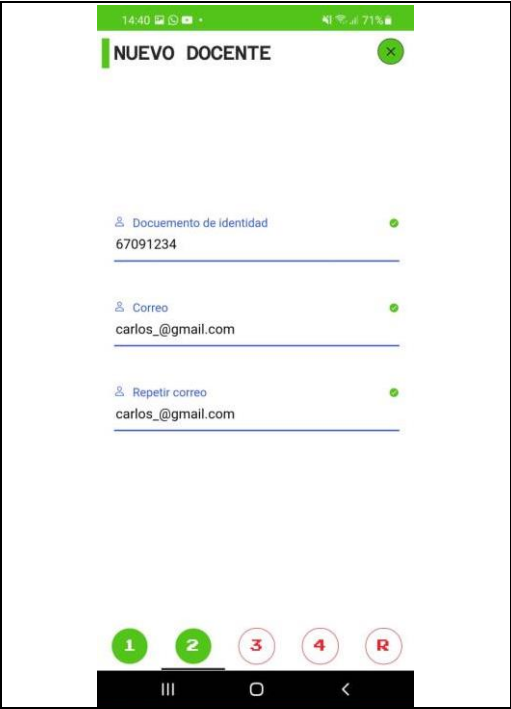 14:40 71%
NUEVO DOCENTE
Docuemento de identidad
67091234
Correo
carlos_@gmail.com
Repetir correo
carlos_@gmail.com
1 2 3 4 R